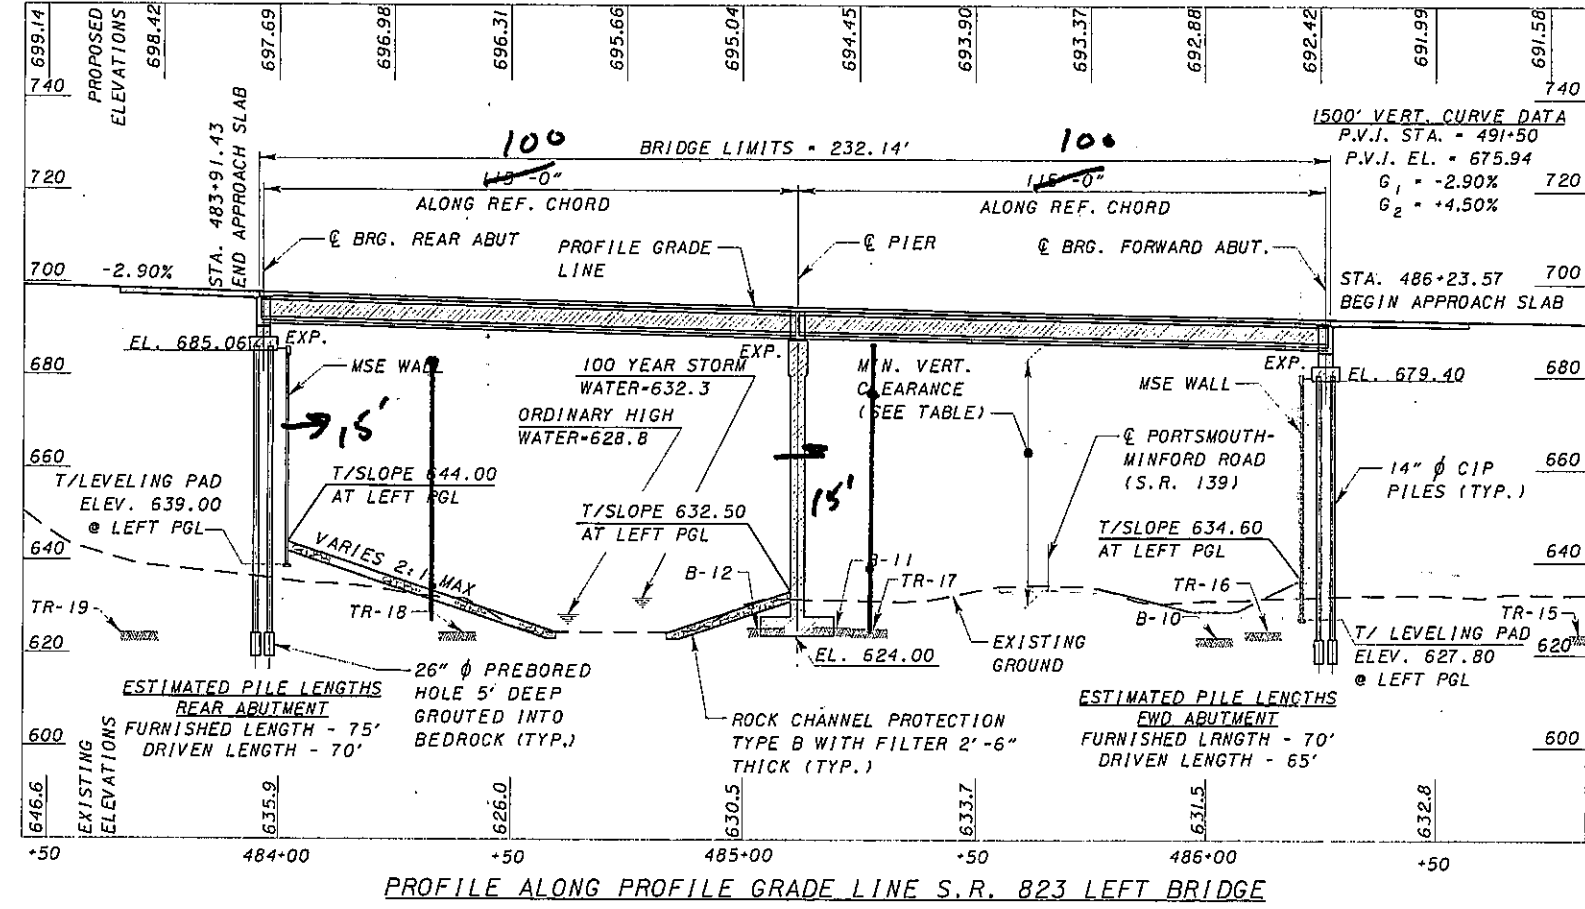 699.14
PROPOSED
ELEVATIONS
698.42
697.69
696.98
696.31
695.66
695.04
694.45
693.90
693.37
692.88
692.42
691.99
691.58
740
740
STA. 483+91.43
END APPROACH SLAB
100
BRIDGE LIMITS = 232.14'
100
1500' VERT. CURVE DATA
P.V.I. STA. = 491+50
P.V.I. EL. = 675.94
G1 = -2.90%
G2 = +4.50%
720
115'-0"
115'-0"
720
ALONG REF. CHORD
ALONG REF. CHORD
℄ BRG. REAR ABUT
PROFILE GRADE
LINE
℄ PIER
℄ BRG. FORWARD ABUT.
700
-2.90%
STA. 486+23.57
BEGIN APPROACH SLAB
700
EL. 685.06
EXP.
EXP.
EXP.
EL. 679.40
680
680
MSE WALL
100 YEAR STORM
WATER=632.3
MIN. VERT.
CLEARANCE
(SEE TABLE)
MSE WALL
15'
ORDINARY HIGH
WATER=628.8
℄ PORTSMOUTH-
MINFORD ROAD
(S.R. 139)
660
660
T/LEVELING PAD
ELEV. 639.00
@ LEFT PGL
T/SLOPE 644.00
AT LEFT PGL
15'
14" ϕ CIP
PILES (TYP.)
T/SLOPE 632.50
AT LEFT PGL
T/SLOPE 634.60
AT LEFT PGL
640
640
VARIES 2:1 MAX
B-12
B-11
TR-17
TR-16
TR-19
TR-18
B-10
TR-15
620
620
EL. 624.00
EXISTING
GROUND
T/ LEVELING PAD
ELEV. 627.80
@ LEFT PGL
26" ϕ PREBORED
HOLE 5' DEEP
GROUTED INTO
BEDROCK (TYP.)
ESTIMATED PILE LENGTHS
REAR ABUTMENT
FURNISHED LENGTH - 75'
DRIVEN LENGTH - 70'
ROCK CHANNEL PROTECTION
TYPE B WITH FILTER 2'-6"
THICK (TYP.)
ESTIMATED PILE LENGTHS
FWD ABUTMENT
FURNISHED LRNGTH - 70'
DRIVEN LENGTH - 65'
600
600
646.6
EXISTING
ELEVATIONS
635.9
626.0
630.5
633.7
631.5
632.8
+50
484+00
+50
485+00
+50
486+00
+50
PROFILE ALONG PROFILE GRADE LINE S.R. 823 LEFT BRIDGE